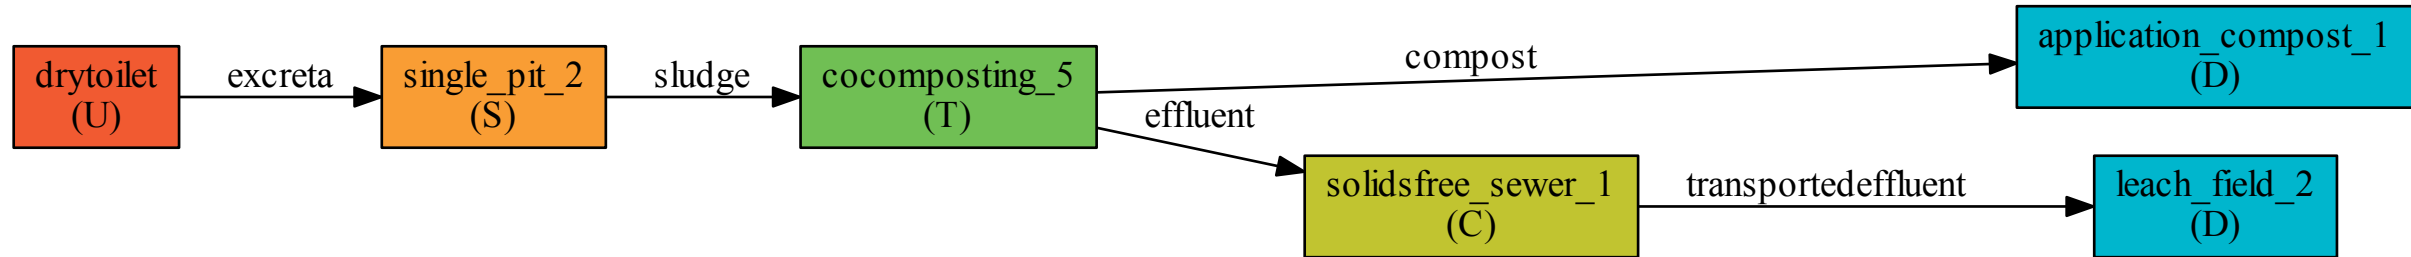 drytoilet
(U)
excreta
single_pit_2
(S)
sludge
cocomposting_5
(T)
compost
application_compost_1
(D)
effluent
solidsfree_sewer_1
(C)
transportedeffluent
leach_field_2
(D)